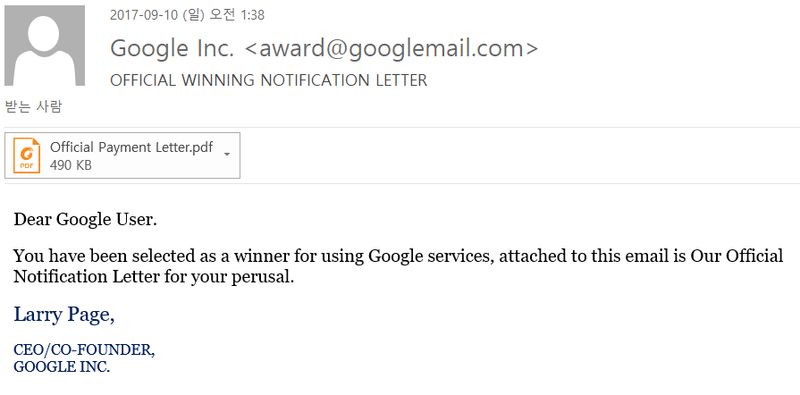 2017-09-10 (일) 오전 1:38
Google Inc. <award@googlemail.com>
OFFICIAL WINNING NOTIFICATION LETTER
받는 사람
Official Payment Letter.pdf
PDF
490 KB
Dear Google User.
You have been selected as a winner for using Google services, attached to this email is Our Official
Notification Letter for your perusal.
Larry Page,
CEO/CO-FOUNDER,
GOOGLE INC.